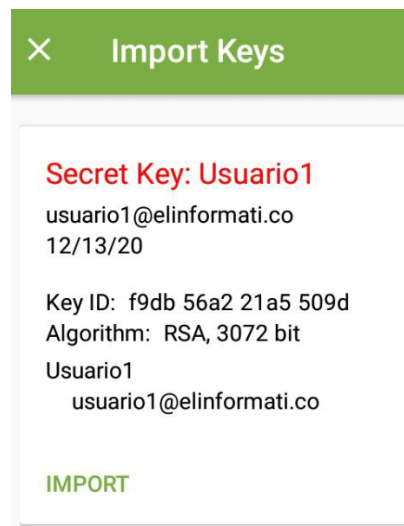 Import Keys
Secret Key: Usuario1
usuario1@elinformati.co
12/13/20
Key ID: f9db 56a2 21a5 509d
Algorithm: RSA, 3072 bit
Usuario1
usuario1@elinformati.co
IMPORT